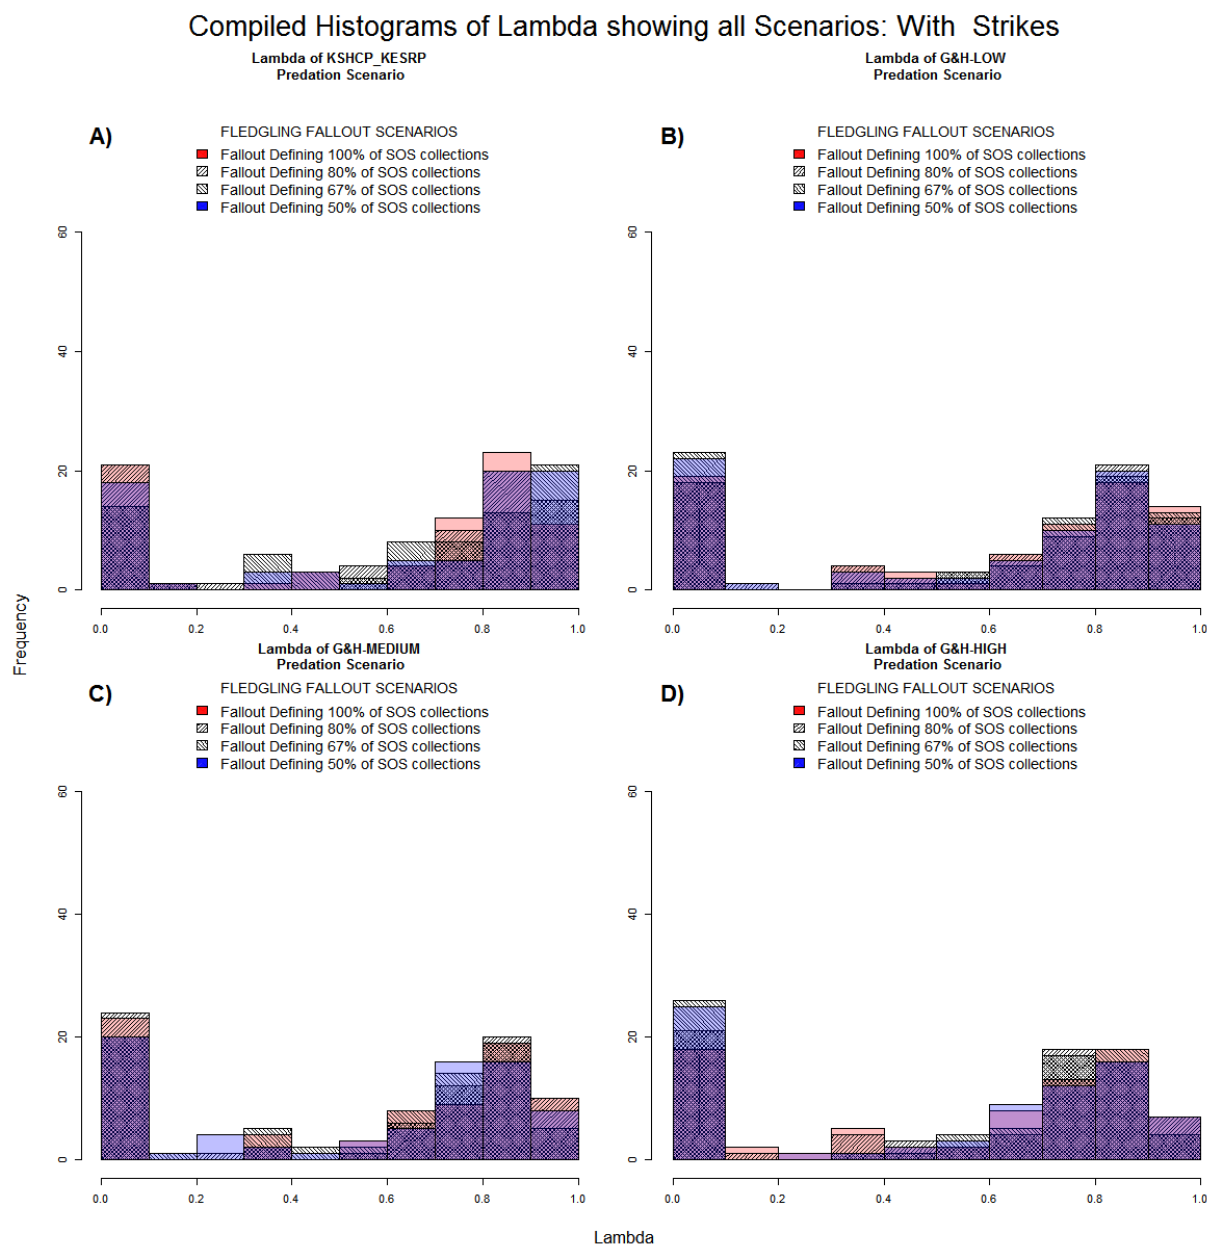 Compiled Histograms of Lambda showing all Scenarios: With  Strikes
Lambda of KSHCP_KESRP
Predation Scenario
A)
FLEDGLING FALLOUT SCENARIOS
Fallout Defining 100% of SOS collections
Fallout Defining 80% of SOS collections
Fallout Defining 67% of SOS collections
Fallout Defining 50% of SOS collections
60
40
20
0
0.0 0.2 0.4 0.6 0.8 1.0
Lambda of G&H-LOW
Predation Scenario
B)
FLEDGLING FALLOUT SCENARIOS
Fallout Defining 100% of SOS collections
Fallout Defining 80% of SOS collections
Fallout Defining 67% of SOS collections
Fallout Defining 50% of SOS collections
60
40
20
0
0.0 0.2 0.4 0.6 0.8 1.0
Frequency
Lambda of G&H-MEDIUM
Predation Scenario
C)
FLEDGLING FALLOUT SCENARIOS
Fallout Defining 100% of SOS collections
Fallout Defining 80% of SOS collections
Fallout Defining 67% of SOS collections
Fallout Defining 50% of SOS collections
60
40
20
0
0.0 0.2 0.4 0.6 0.8 1.0
Lambda of G&H-HIGH
Predation Scenario
D)
FLEDGLING FALLOUT SCENARIOS
Fallout Defining 100% of SOS collections
Fallout Defining 80% of SOS collections
Fallout Defining 67% of SOS collections
Fallout Defining 50% of SOS collections
60
40
20
0
0.0 0.2 0.4 0.6 0.8 1.0
Lambda